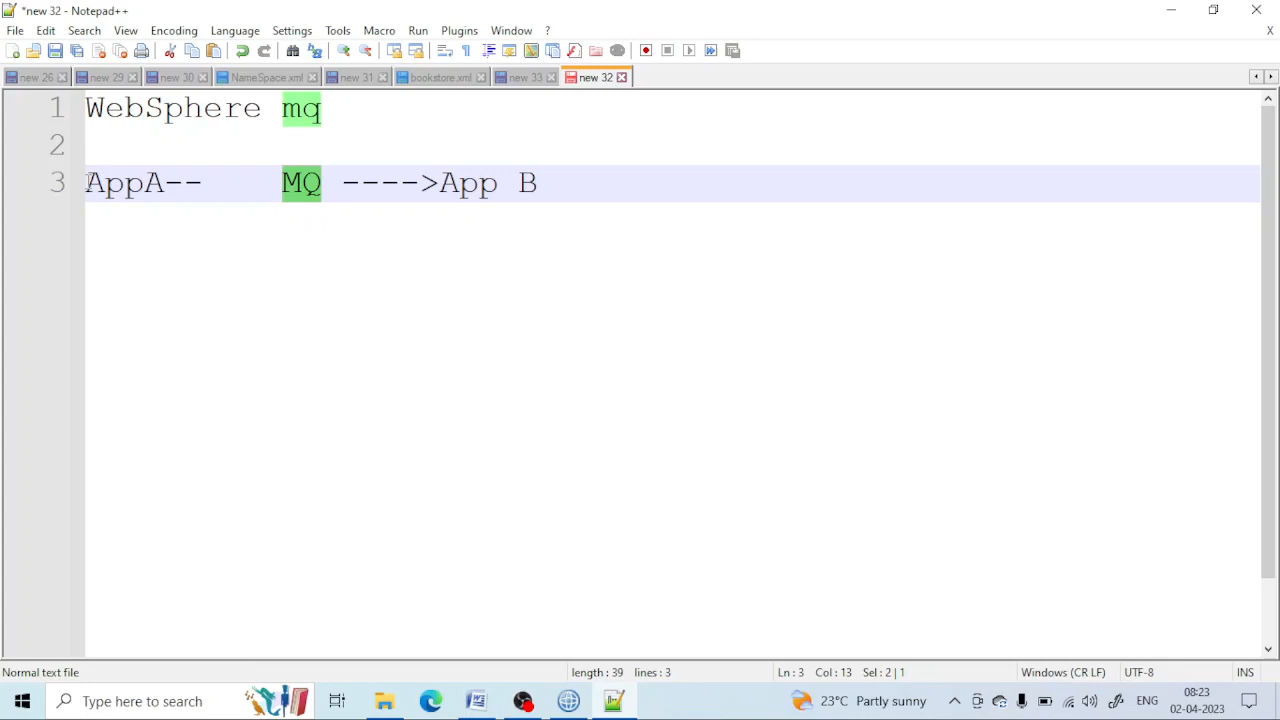 *new 32 - Notepad++
File Edit Search View Encoding Language Settings Tools Macro Run Plugins Window ? X
new 26 new 29 new 30 NameSpace.xml new 31 bookstore.xml new 33 new 32
1 WebSphere mq
2
3 AppA-- MQ ---->App B
Normal text file length : 39 lines : 3 Ln : 3 Col : 13 Sel : 2 | 1 Windows (CR LF) UTF-8 INS
Type here to search 23°C Partly sunny ENG 08:23
02-04-2023